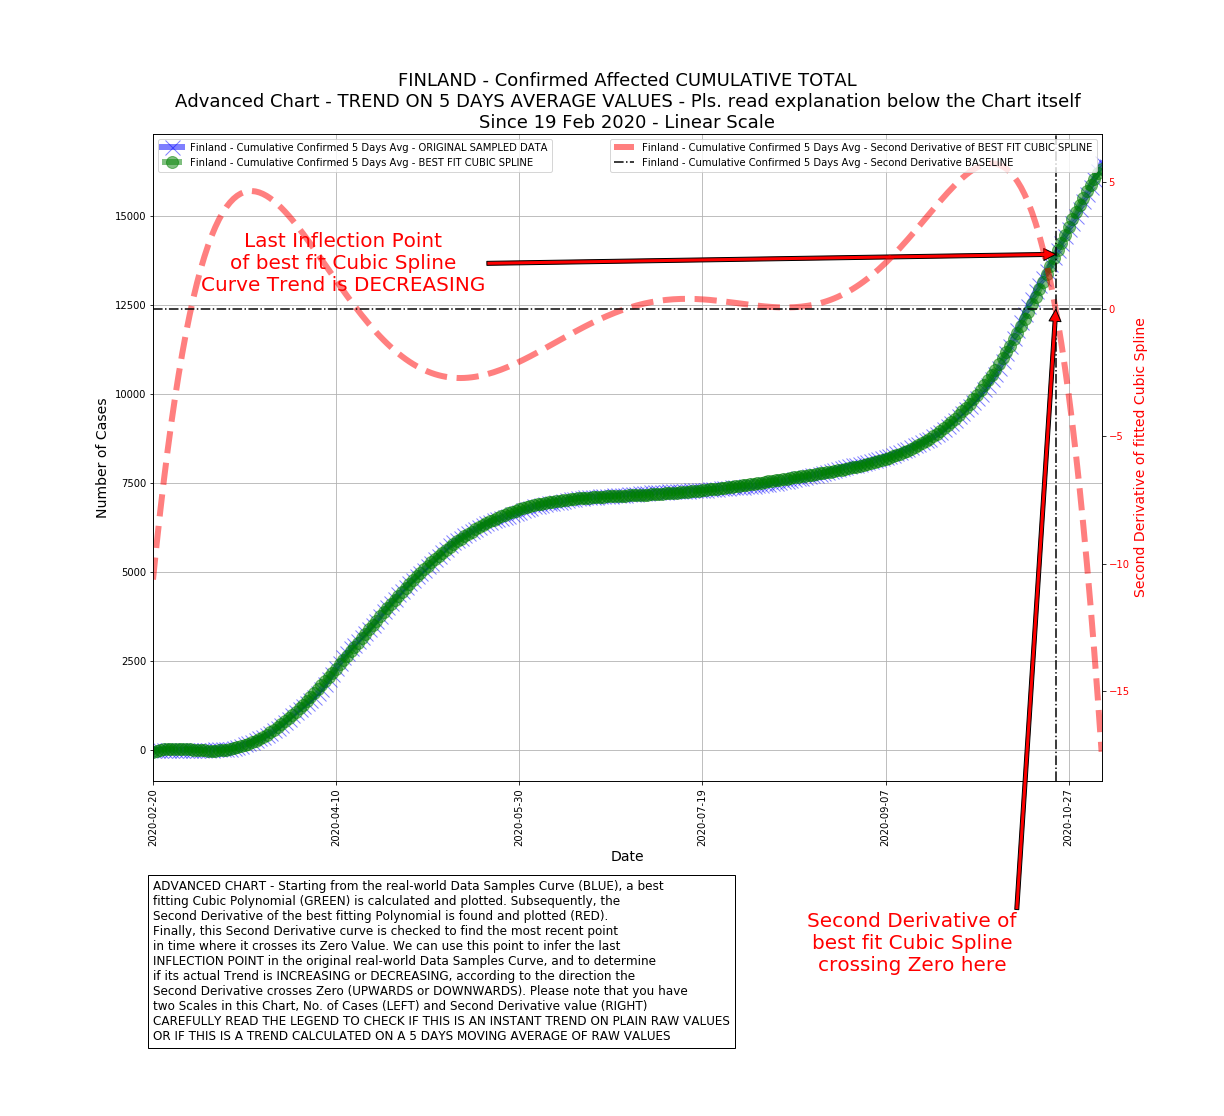 FINLAND - Confirmed Affected CUMULATIVE TOTAL
Advanced Chart - TREND ON 5 DAYS AVERAGE VALUES - Pls. read explanation below the Chart itself
Since 19 Feb 2020 - Linear Scale
Finland - Cumulative Confirmed 5 Days Avg - ORIGINAL SAMPLED DATA
Finland - Cumulative Confirmed 5 Days Avg - BEST FIT CUBIC SPLINE
Finland - Cumulative Confirmed 5 Days Avg - Second Derivative of BEST FIT CUBIC SPLINE
Finland - Cumulative Confirmed 5 Days Avg - Second Derivative BASELINE
Last Inflection Point
of best fit Cubic Spline
Curve Trend is DECREASING
Number of Cases
15000
12500
10000
7500
5000
2500
0
5
0
−5
−10
−15
Second Derivative of fitted Cubic Spline
2020-02-20
2020-04-10
2020-05-30
2020-07-19
2020-09-07
2020-10-27
Date
ADVANCED CHART - Starting from the real-world Data Samples Curve (BLUE), a best
fitting Cubic Polynomial (GREEN) is calculated and plotted. Subsequently, the
Second Derivative of the best fitting Polynomial is found and plotted (RED).
Finally, this Second Derivative curve is checked to find the most recent point
in time where it crosses its Zero Value. We can use this point to infer the last
INFLECTION POINT in the original real-world Data Samples Curve, and to determine
if its actual Trend is INCREASING or DECREASING, according to the direction the
Second Derivative crosses Zero (UPWARDS or DOWNWARDS). Please note that you have
two Scales in this Chart, No. of Cases (LEFT) and Second Derivative value (RIGHT)
CAREFULLY READ THE LEGEND TO CHECK IF THIS IS AN INSTANT TREND ON PLAIN RAW VALUES
OR IF THIS IS A TREND CALCULATED ON A 5 DAYS MOVING AVERAGE OF RAW VALUES
Second Derivative of
best fit Cubic Spline
crossing Zero here